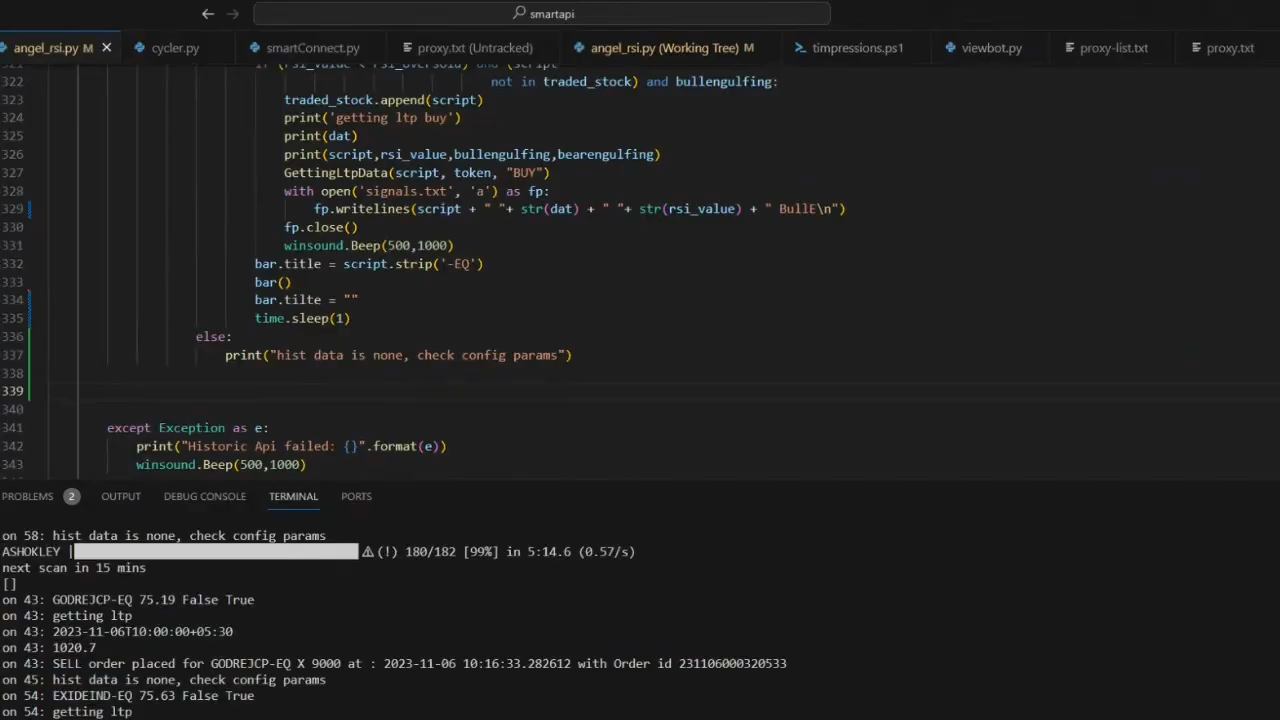 smartapi
angel_rsi.py M cycler.py smartConnect.py proxy.txt (Untracked) angel_rsi.py (Working Tree) M timpressions.ps1 viewbot.py proxy-list.txt proxy.txt
321 if (rsi_value < rsi_oversold) and (script
322 not in traded_stock) and bullengulfing:
323 traded_stock.append(script)
324 print('getting ltp buy')
325 print(dat)
326 print(script,rsi_value,bullengulfing,bearengulfing)
327 GettingLtpData(script, token, "BUY")
328 with open('signals.txt', 'a') as fp:
329 fp.writelines(script + " "+ str(dat) + " "+ str(rsi_value) + " BullE\n")
330 fp.close()
331 winsound.Beep(500,1000)
332 bar.title = script.strip('-EQ')
333 bar()
334 bar.tilte = ""
335 time.sleep(1)
336 else:
337 print("hist data is none, check config params")
338
339
340
341 except Exception as e:
342 print("Historic Api failed: {}".format(e))
343 winsound.Beep(500,1000)
PROBLEMS 2 OUTPUT DEBUG CONSOLE TERMINAL PORTS
on 58: hist data is none, check config params
ASHOKLEY | ⚠(!) 180/182 [99%] in 5:14.6 (0.57/s)
next scan in 15 mins
[]
on 43: GODREJCP-EQ 75.19 False True
on 43: getting ltp
on 43: 2023-11-06T10:00:00+05:30
on 43: 1020.7
on 43: SELL order placed for GODREJCP-EQ X 9000 at : 2023-11-06 10:16:33.282612 with Order id 231106000320533
on 45: hist data is none, check config params
on 54: EXIDEIND-EQ 75.63 False True
on 54: getting ltp